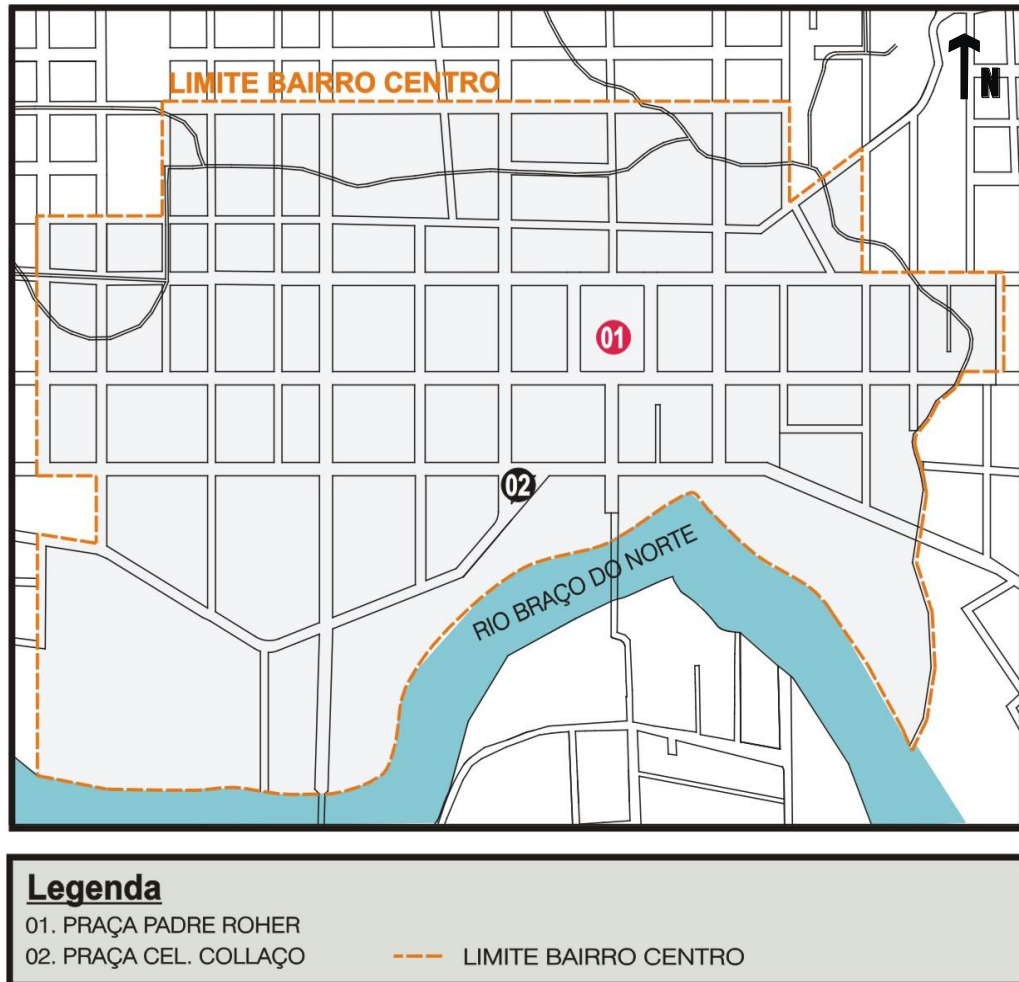 LIMITE BAIRRO CENTRO
N
01
02
RIO BRAÇO DO NORTE
Legenda
01. PRAÇA PADRE ROHER
02. PRAÇA CEL. COLLAÇO
LIMITE BAIRRO CENTRO